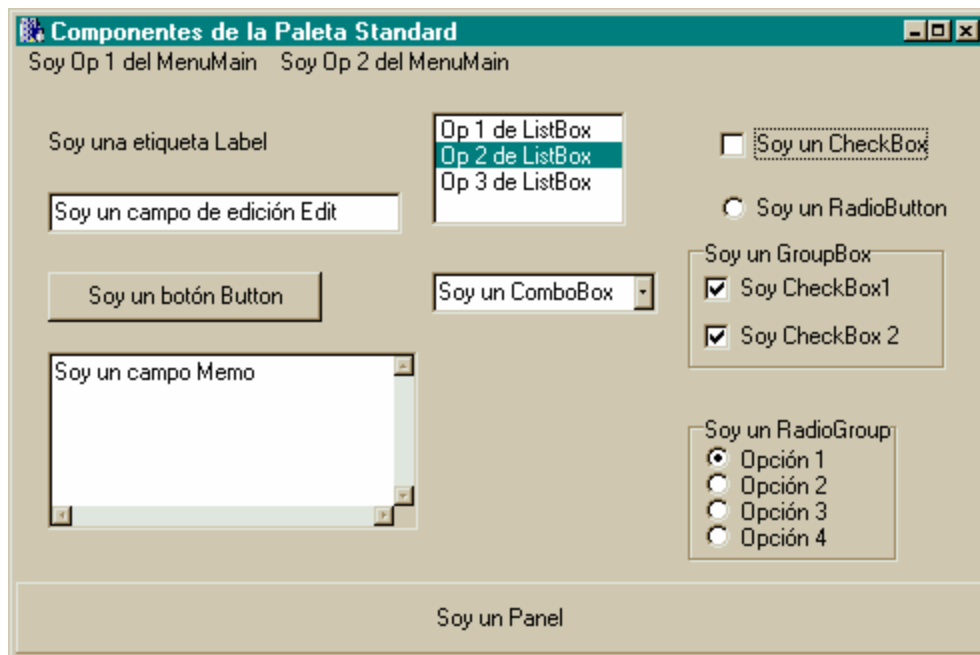 Componentes de la Paleta Standard
Soy Op 1 del MenuMain Soy Op 2 del MenuMain
Soy una etiqueta Label
Soy un campo de edición Edit
Soy un botón Button
Soy un campo Memo
Op 1 de ListBox
Op 2 de ListBox
Op 3 de ListBox
Soy un ComboBox
Soy un CheckBox
Soy un RadioButton
Soy un GroupBox
Soy CheckBox1
Soy CheckBox 2
Soy un RadioGroup
Opción 1
Opción 2
Opción 3
Opción 4
Soy un Panel